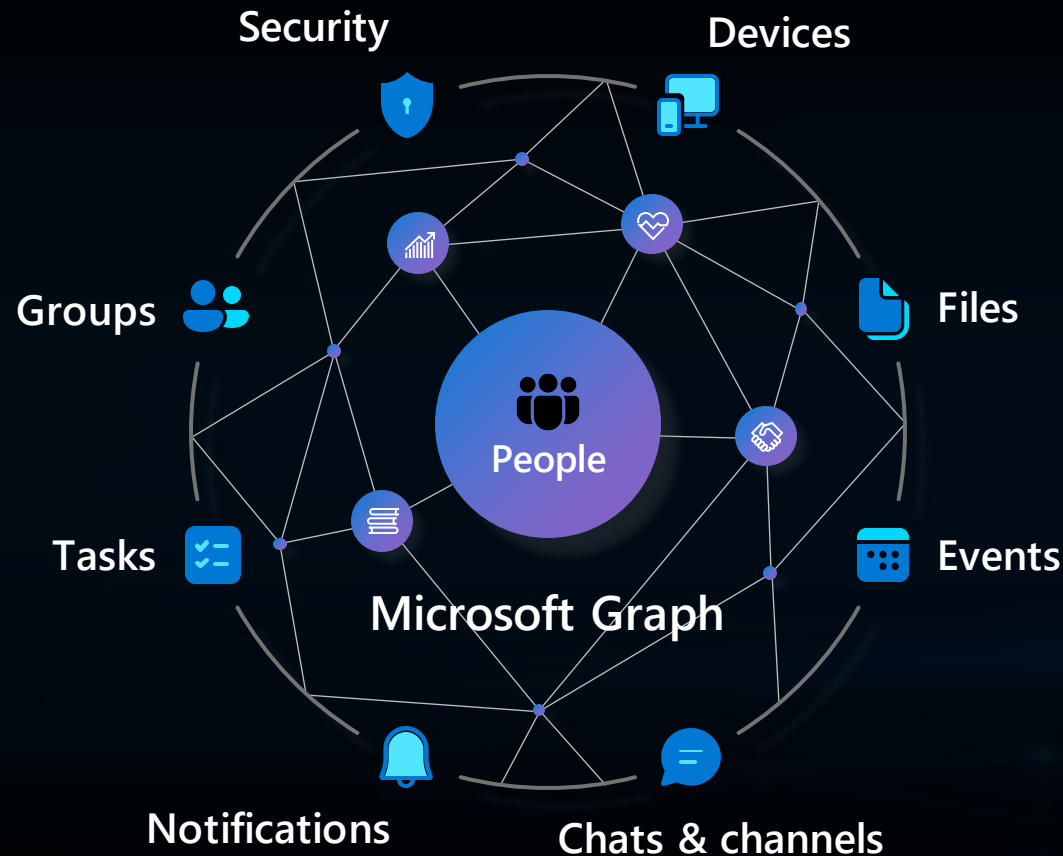 Security
Devices
Groups
Files
People
Tasks
Events
Microsoft Graph
Notifications
Chats & channels